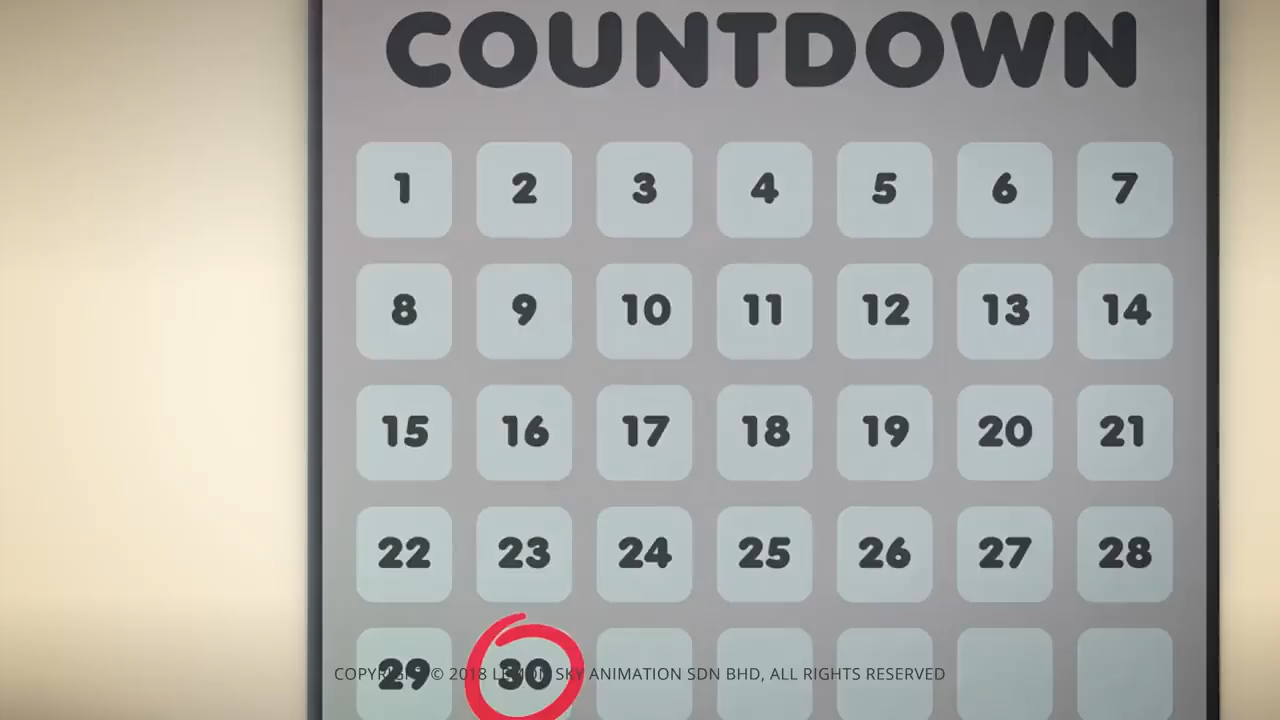 COUNTDOWN
1 2 3 4 5 6 7
8 9 10 11 12 13 14
15 16 17 18 19 20 21
22 23 24 25 26 27 28
29 30
COPYRIGHT © 2018 LEMON SKY ANIMATION SDN BHD, ALL RIGHTS RESERVED